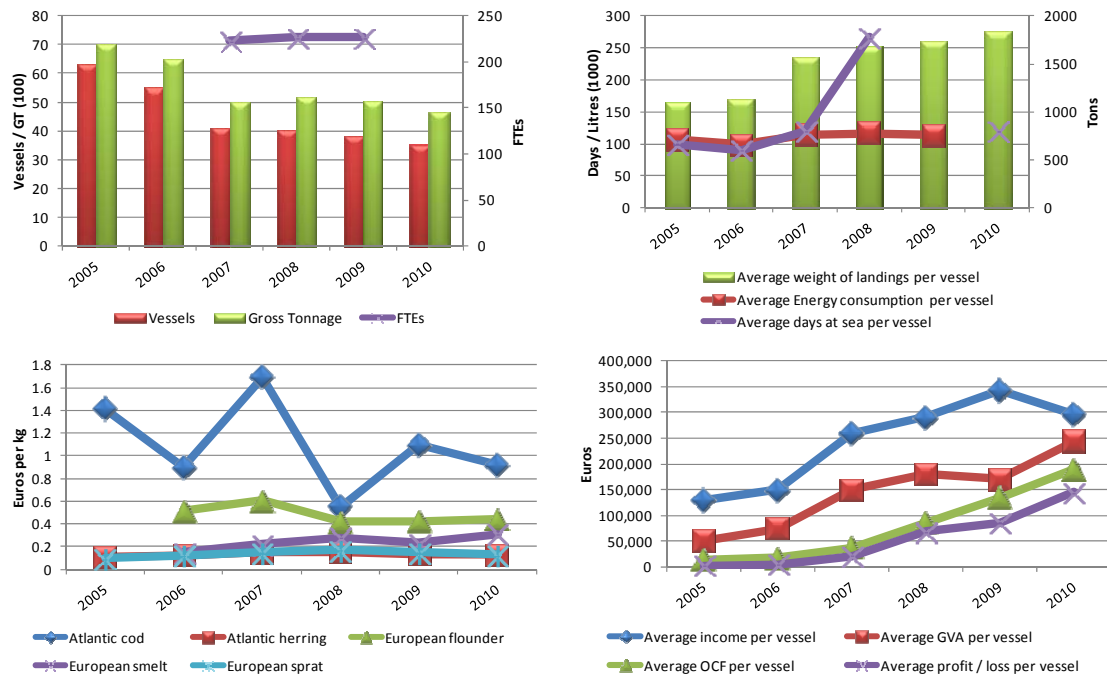 Vessels / GT (100)
80
70
60
50
40
30
20
10
0
250
200
150
100
50
0
FTEs
2005 2006 2007 2008 2009 2010
Vessels Gross Tonnage FTEs
Days / Litres (1000)
300
250
200
150
100
50
0
2000
1500
1000
500
0
Tons
2005 2006 2007 2008 2009 2010
Average weight of landings per vessel
Average Energy consumption per vessel
Average days at sea per vessel
Euros per kg
1.8
1.6
1.4
1.2
1
0.8
0.6
0.4
0.2
0
2005 2006 2007 2008 2009 2010
Atlantic cod Atlantic herring European flounder
European smelt European sprat
Euros
400,000
350,000
300,000
250,000
200,000
150,000
100,000
50,000
0
2005 2006 2007 2008 2009 2010
Average income per vessel Average GVA per vessel
Average OCF per vessel Average profit / loss per vessel